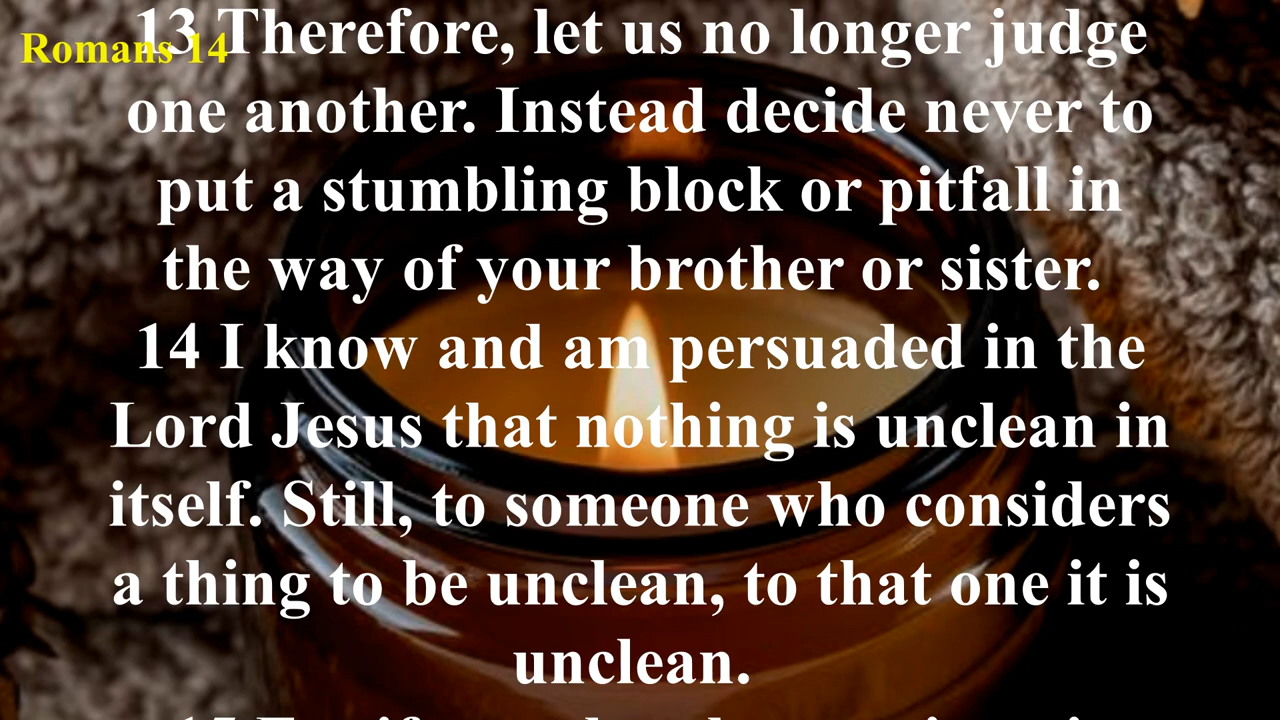 Romans 14
13 Therefore, let us no longer judge
one another. Instead decide never to
put a stumbling block or pitfall in
the way of your brother or sister.
14 I know and am persuaded in the
Lord Jesus that nothing is unclean in
itself. Still, to someone who considers
a thing to be unclean, to that one it is
unclean.